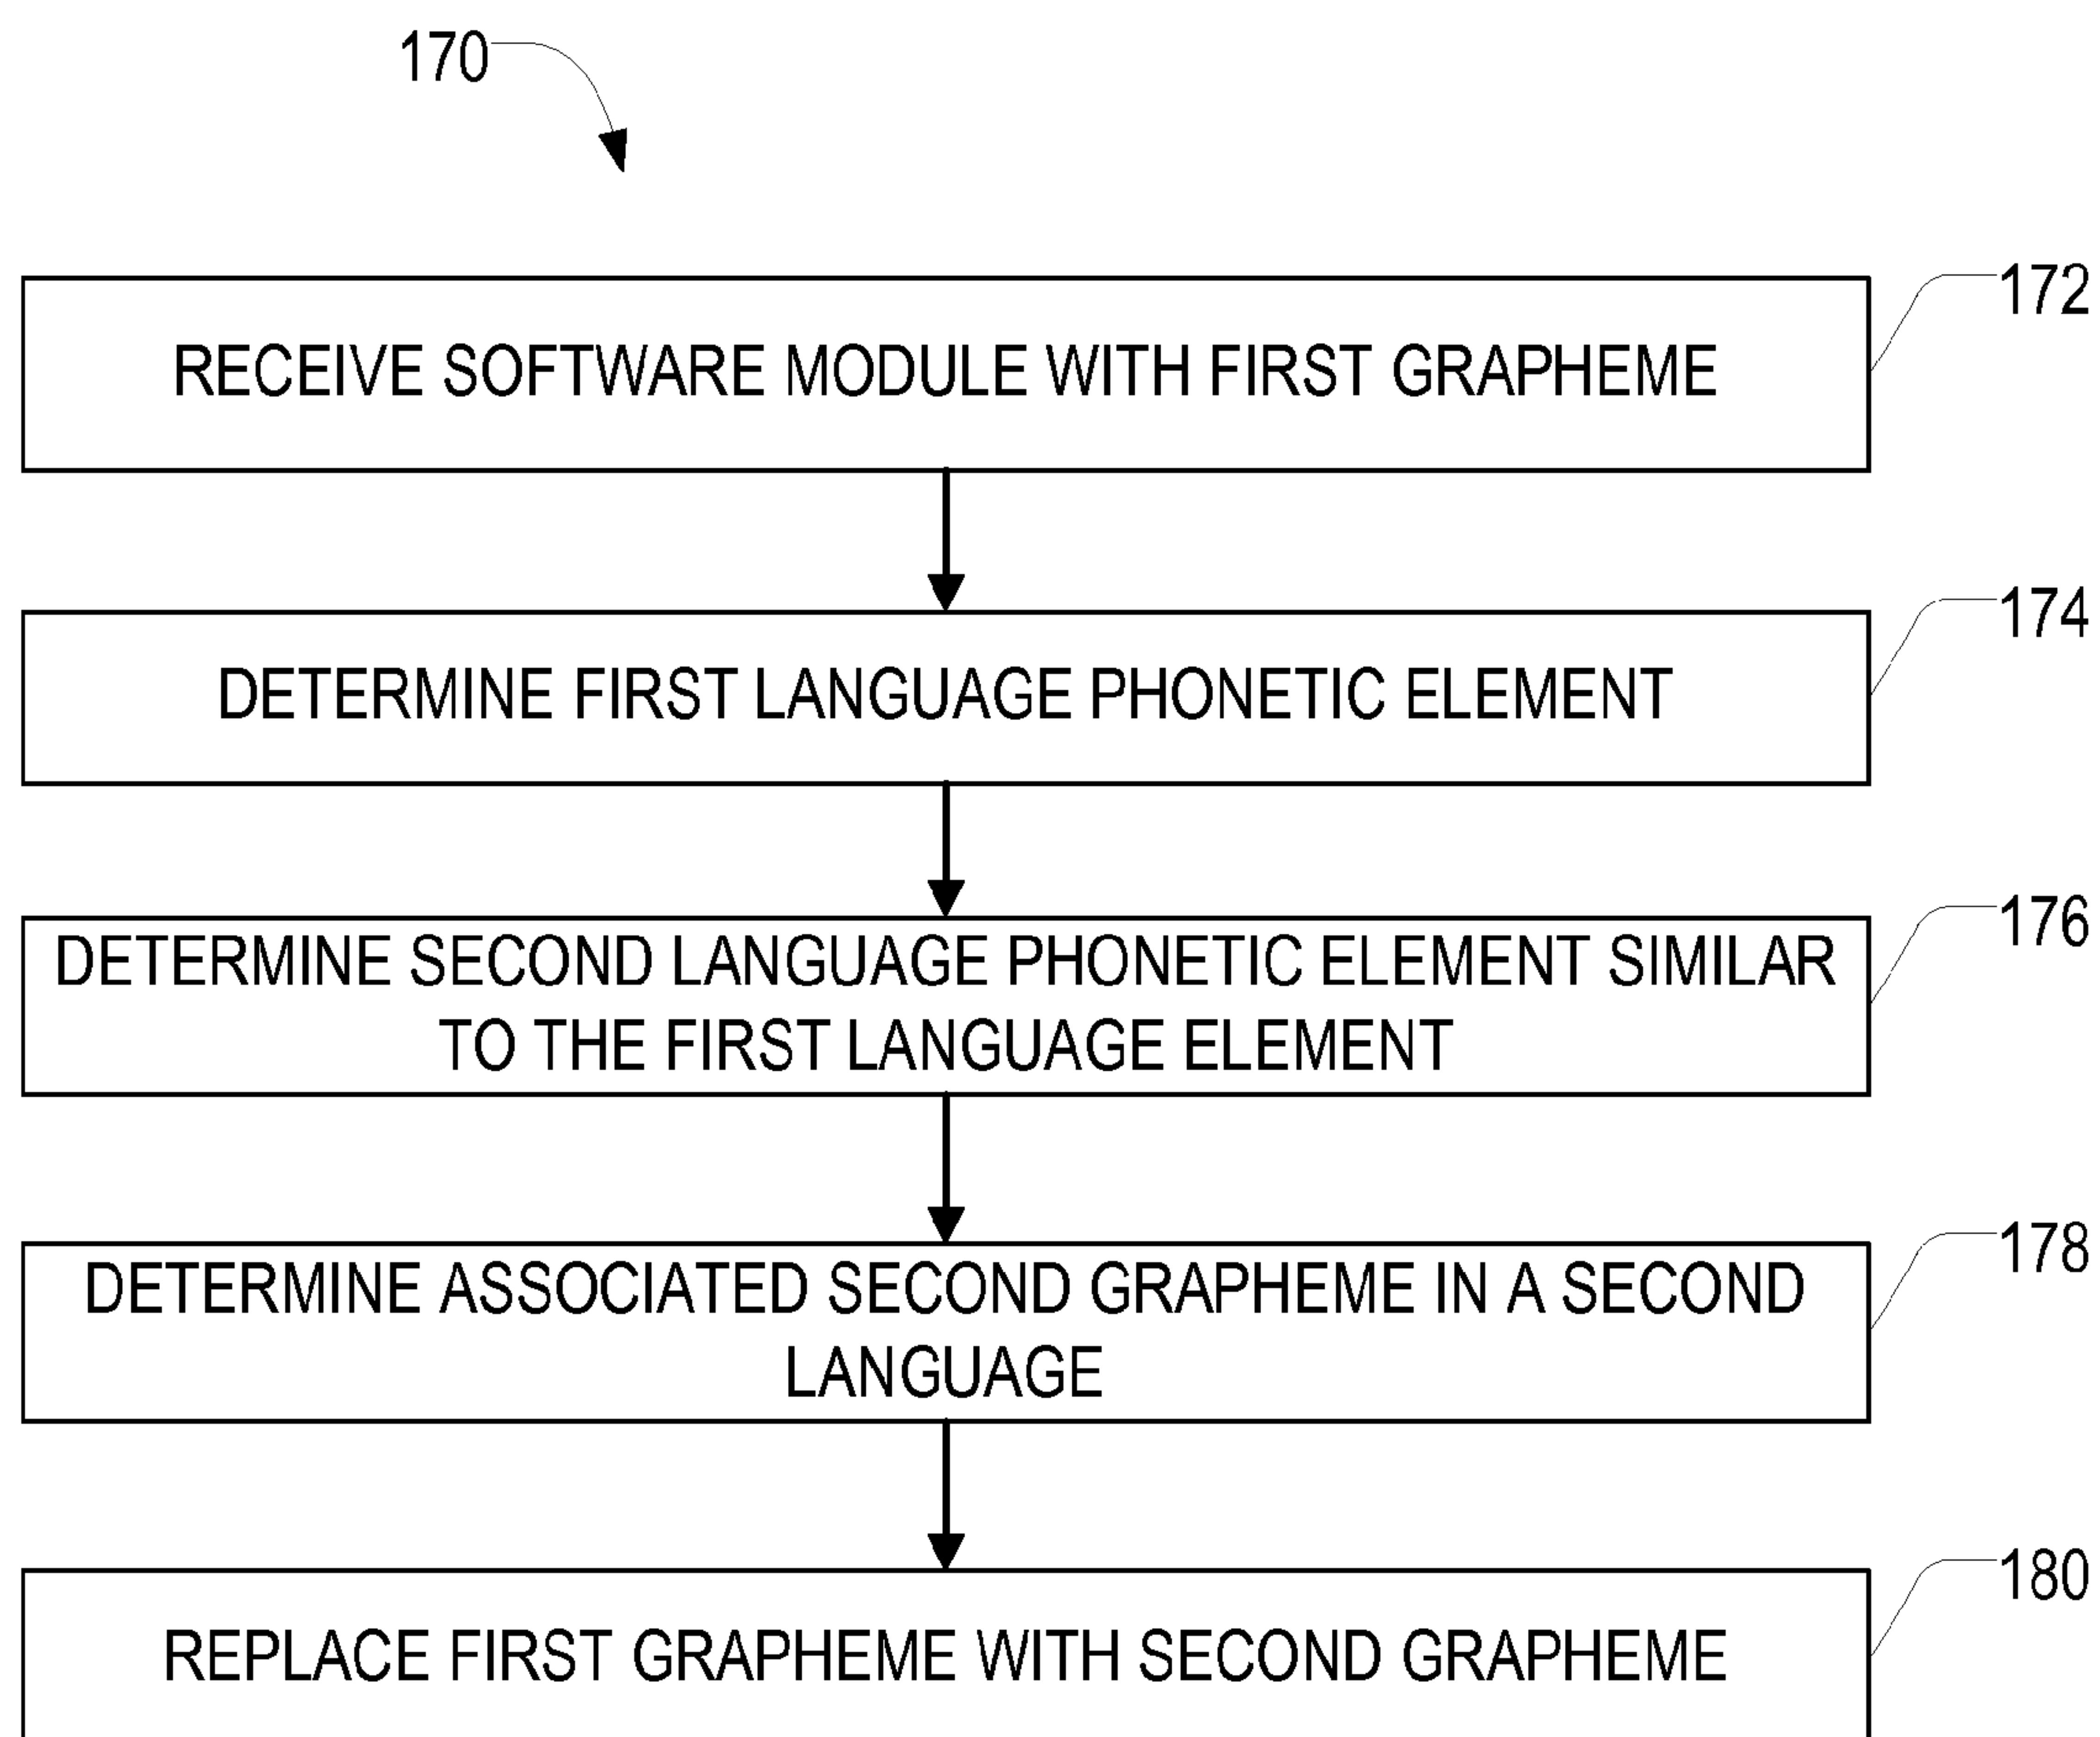 170
172
RECEIVE SOFTWARE MODULE WITH FIRST GRAPHEME
174
DETERMINE FIRST LANGUAGE PHONETIC ELEMENT
176
DETERMINE SECOND LANGUAGE PHONETIC ELEMENT SIMILAR
TO THE FIRST LANGUAGE ELEMENT
178
DETERMINE ASSOCIATED SECOND GRAPHEME IN A SECOND
LANGUAGE
180
REPLACE FIRST GRAPHEME WITH SECOND GRAPHEME